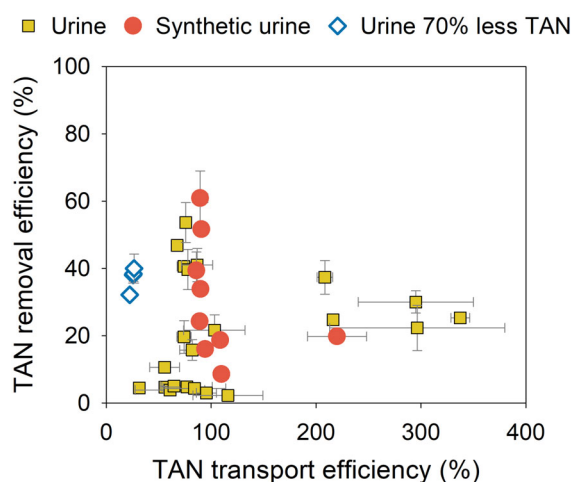 Urine Synthetic urine Urine 70% less TAN
100
80
60
40
20
0
0 100 200 300 400
TAN removal efficiency (%)
TAN transport efficiency (%)